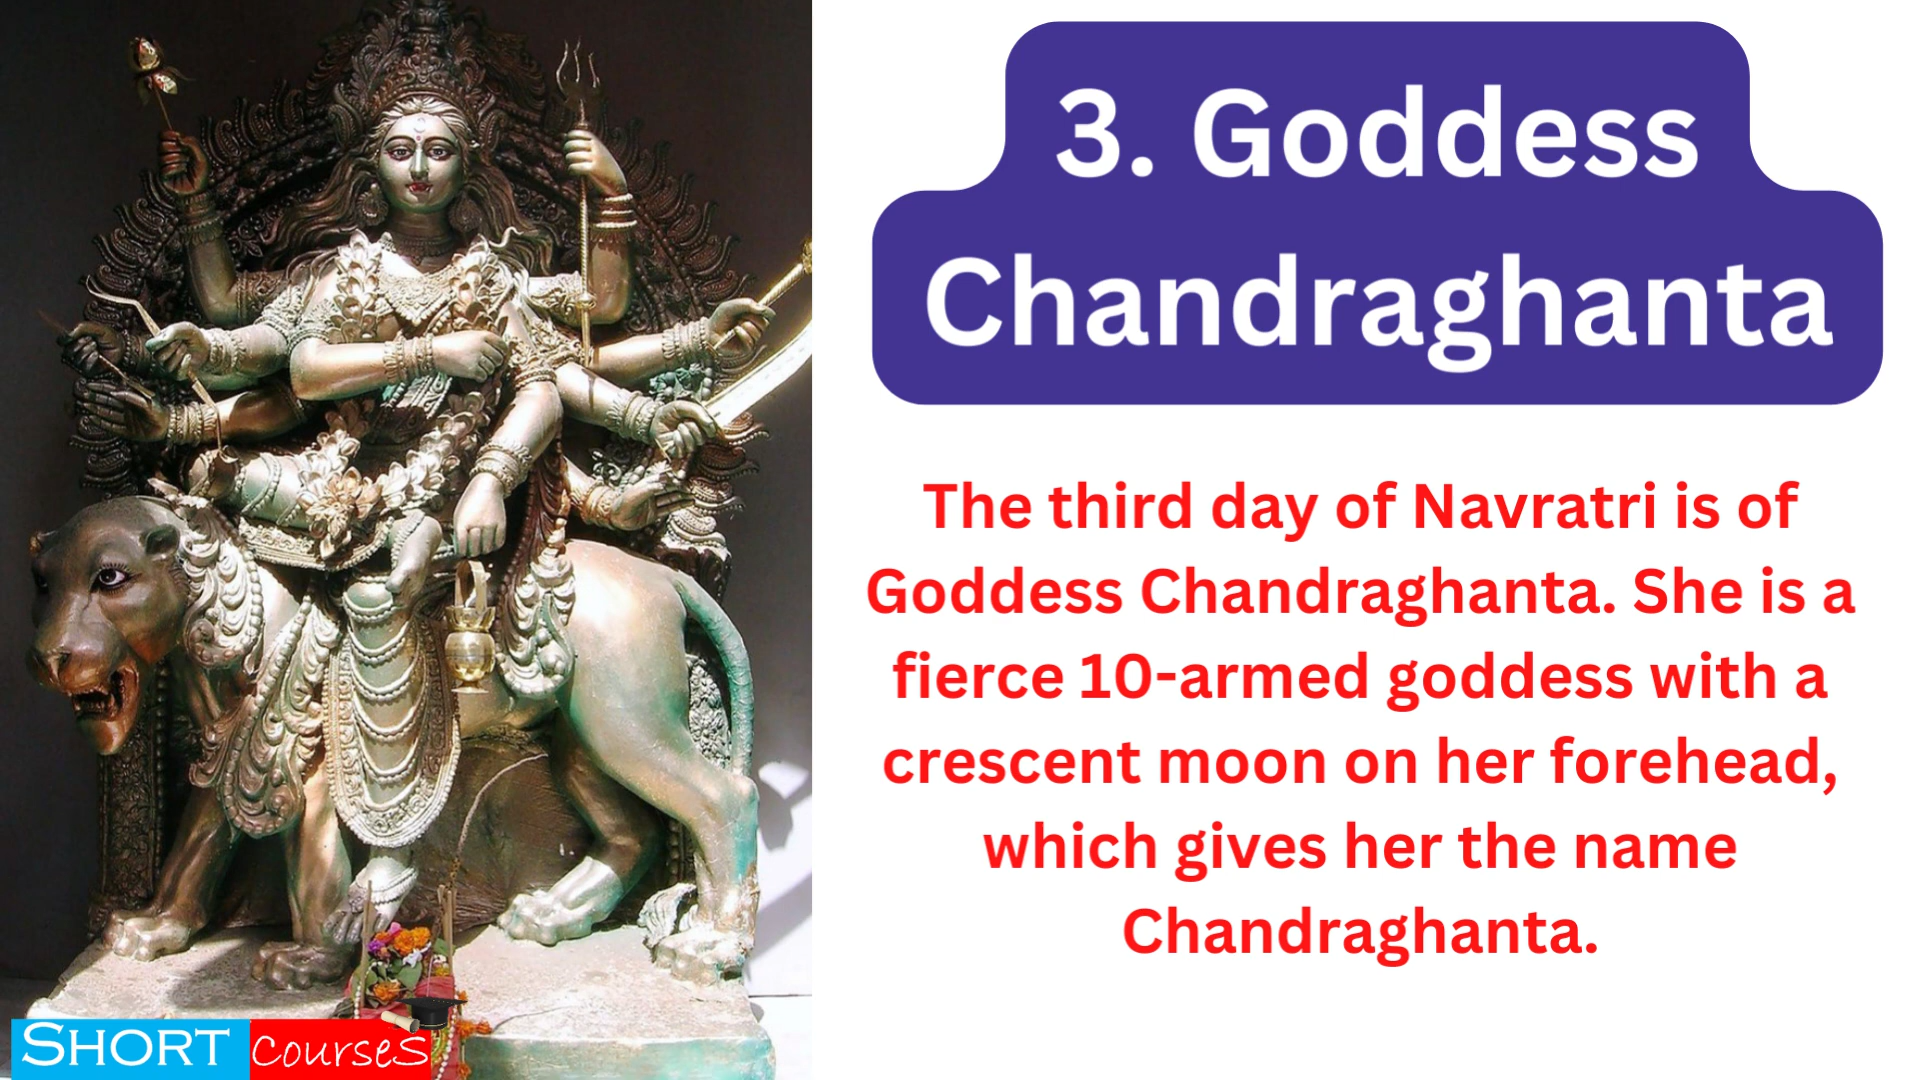 3. Goddess
Chandraghanta
The third day of Navratri is of
Goddess Chandraghanta. She is a
fierce 10-armed goddess with a
crescent moon on her forehead,
which gives her the name
Chandraghanta.
SHORT CourseS